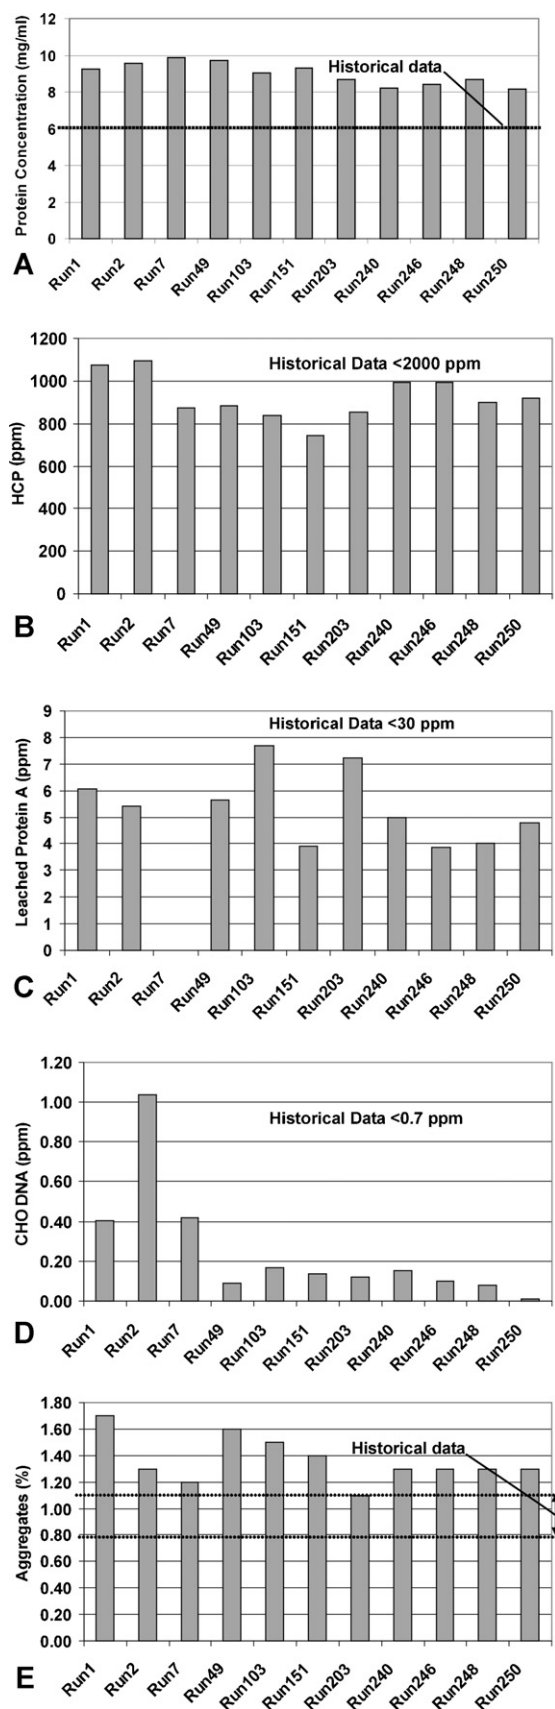 Protein Concentration (mg/ml)
12
10
8
6
4
2
0
Historical data
Run1
Run2
Run7
Run49
Run103
Run151
Run203
Run240
Run246
Run248
Run250
A
HCP (ppm)
1200
1000
800
600
400
200
0
Historical Data <2000 ppm
Run1
Run2
Run7
Run49
Run103
Run151
Run203
Run240
Run246
Run248
Run250
B
Leached Protein A (ppm)
9
8
7
6
5
4
3
2
1
0
Historical Data <30 ppm
Run1
Run2
Run7
Run49
Run103
Run151
Run203
Run240
Run246
Run248
Run250
C
CHO DNA (ppm)
1.20
1.00
0.80
0.60
0.40
0.20
0.00
Historical Data <0.7 ppm
Run1
Run2
Run7
Run49
Run103
Run151
Run203
Run240
Run246
Run248
Run250
D
Aggregates (%)
1.80
1.60
1.40
1.20
1.00
0.80
0.60
0.40
0.20
0.00
Historical data
Run1
Run2
Run7
Run49
Run103
Run151
Run203
Run240
Run246
Run248
Run250
E